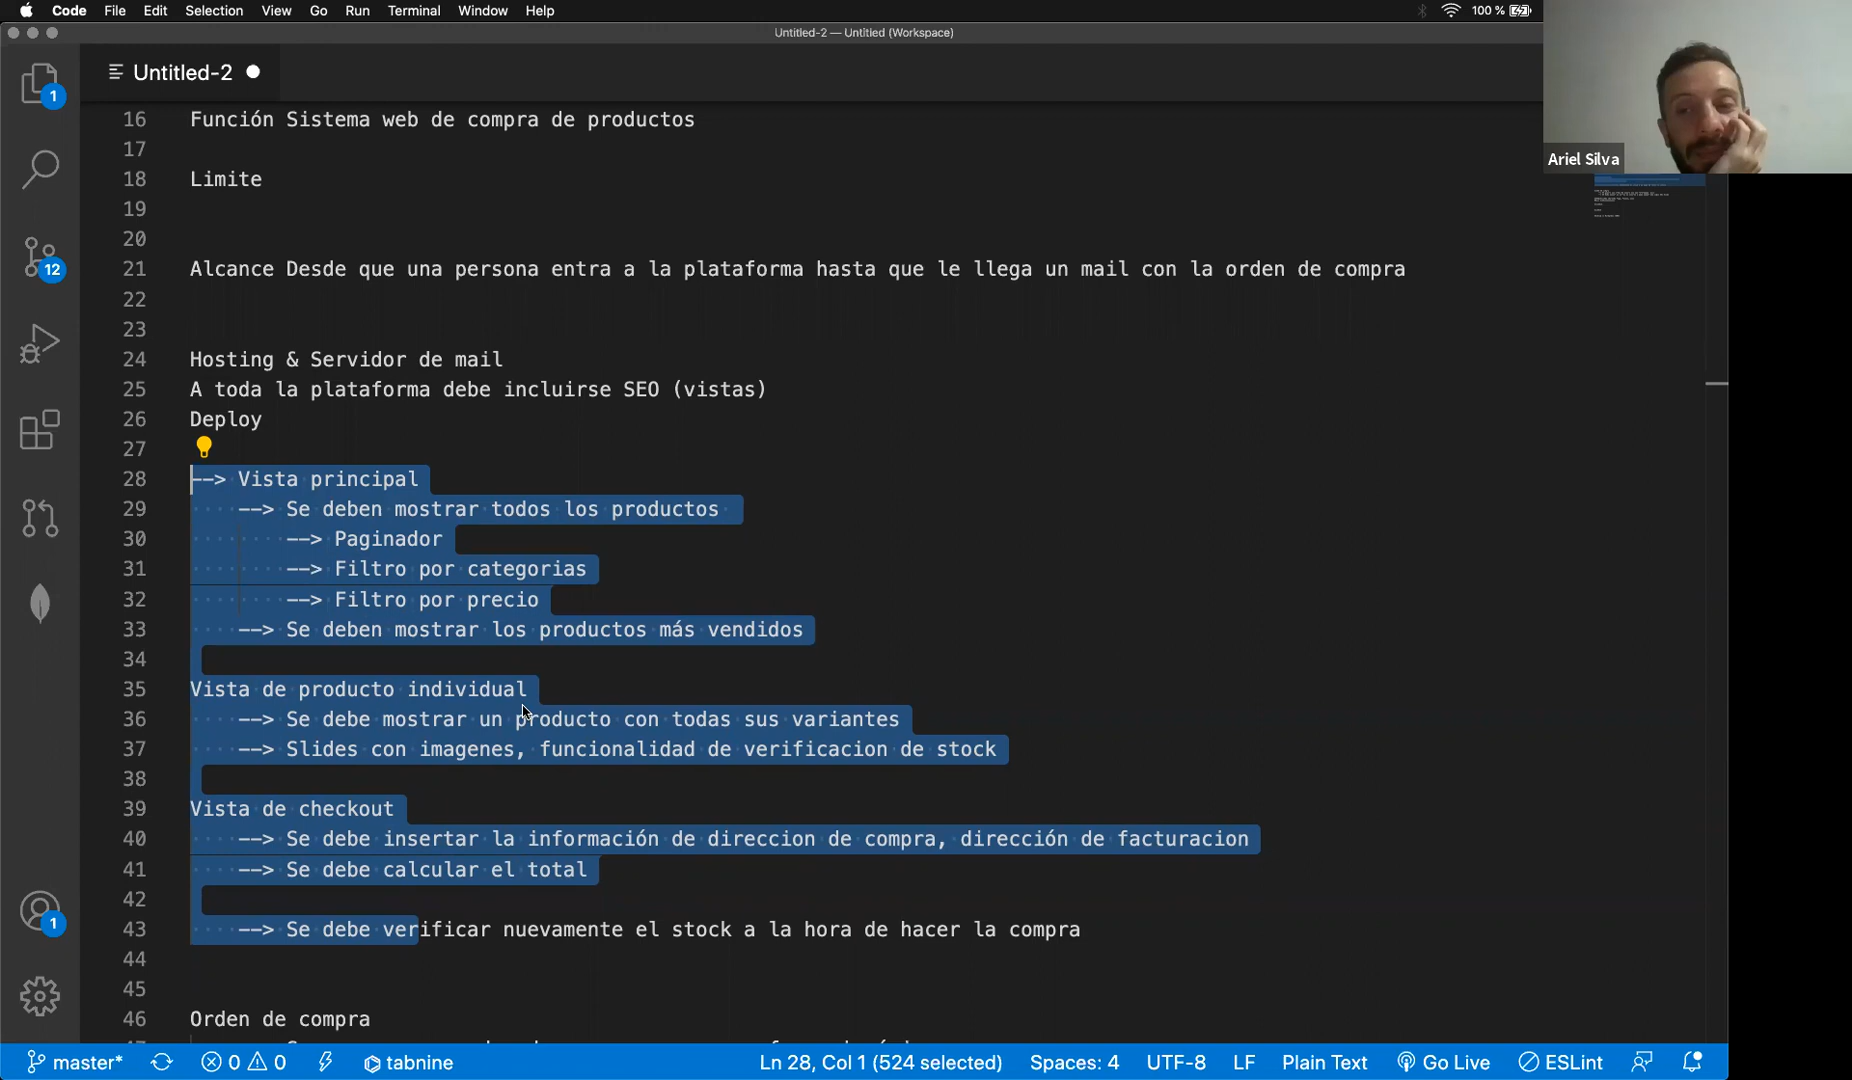 Code File Edit Selection View Go Run Terminal Window Help 100 %
Untitled-2 — Untitled (Workspace)
Untitled-2
Ariel Silva
1
12
1
16 Función Sistema web de compra de productos
17
18 Limite
19
20
21 Alcance Desde que una persona entra a la plataforma hasta que le llega un mail con la orden de compra
22
23
24 Hosting & Servidor de mail
25 A toda la plataforma debe incluirse SEO (vistas)
26 Deploy
27
28 --> Vista principal
29 --> Se deben mostrar todos los productos
30 --> Paginador
31 --> Filtro por categorias
32 --> Filtro por precio
33 --> Se deben mostrar los productos más vendidos
34
35 Vista de producto individual
36 --> Se debe mostrar un producto con todas sus variantes
37 --> Slides con imagenes, funcionalidad de verificacion de stock
38
39 Vista de checkout
40 --> Se debe insertar la información de direccion de compra, dirección de facturacion
41 --> Se debe calcular el total
42
43 --> Se debe verificar nuevamente el stock a la hora de hacer la compra
44
45
46 Orden de compra
master* 0 0 tabnine Ln 28, Col 1 (524 selected) Spaces: 4 UTF-8 LF Plain Text Go Live ESLint